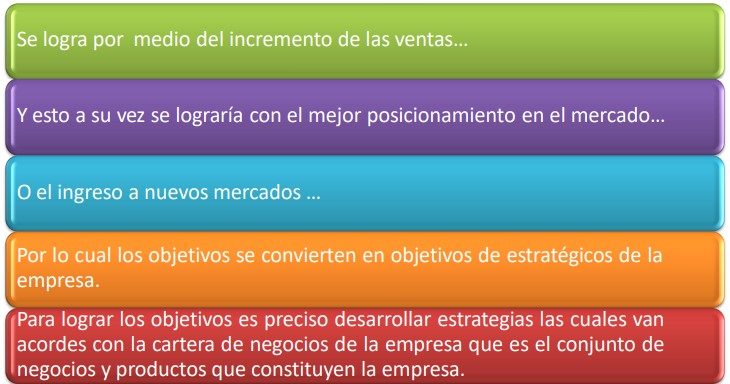 Se logra por  medio del incremento de las ventas...
Y esto a su vez se lograría con el mejor posicionamiento en el mercado...
O el ingreso a nuevos mercados ...
Por lo cual los objetivos se convierten en objetivos de estratégicos de la
empresa.
Para lograr los objetivos es preciso desarrollar estrategias las cuales van
acordes con la cartera de negocios de la empresa que es el conjunto de
negocios y productos que constituyen la empresa.